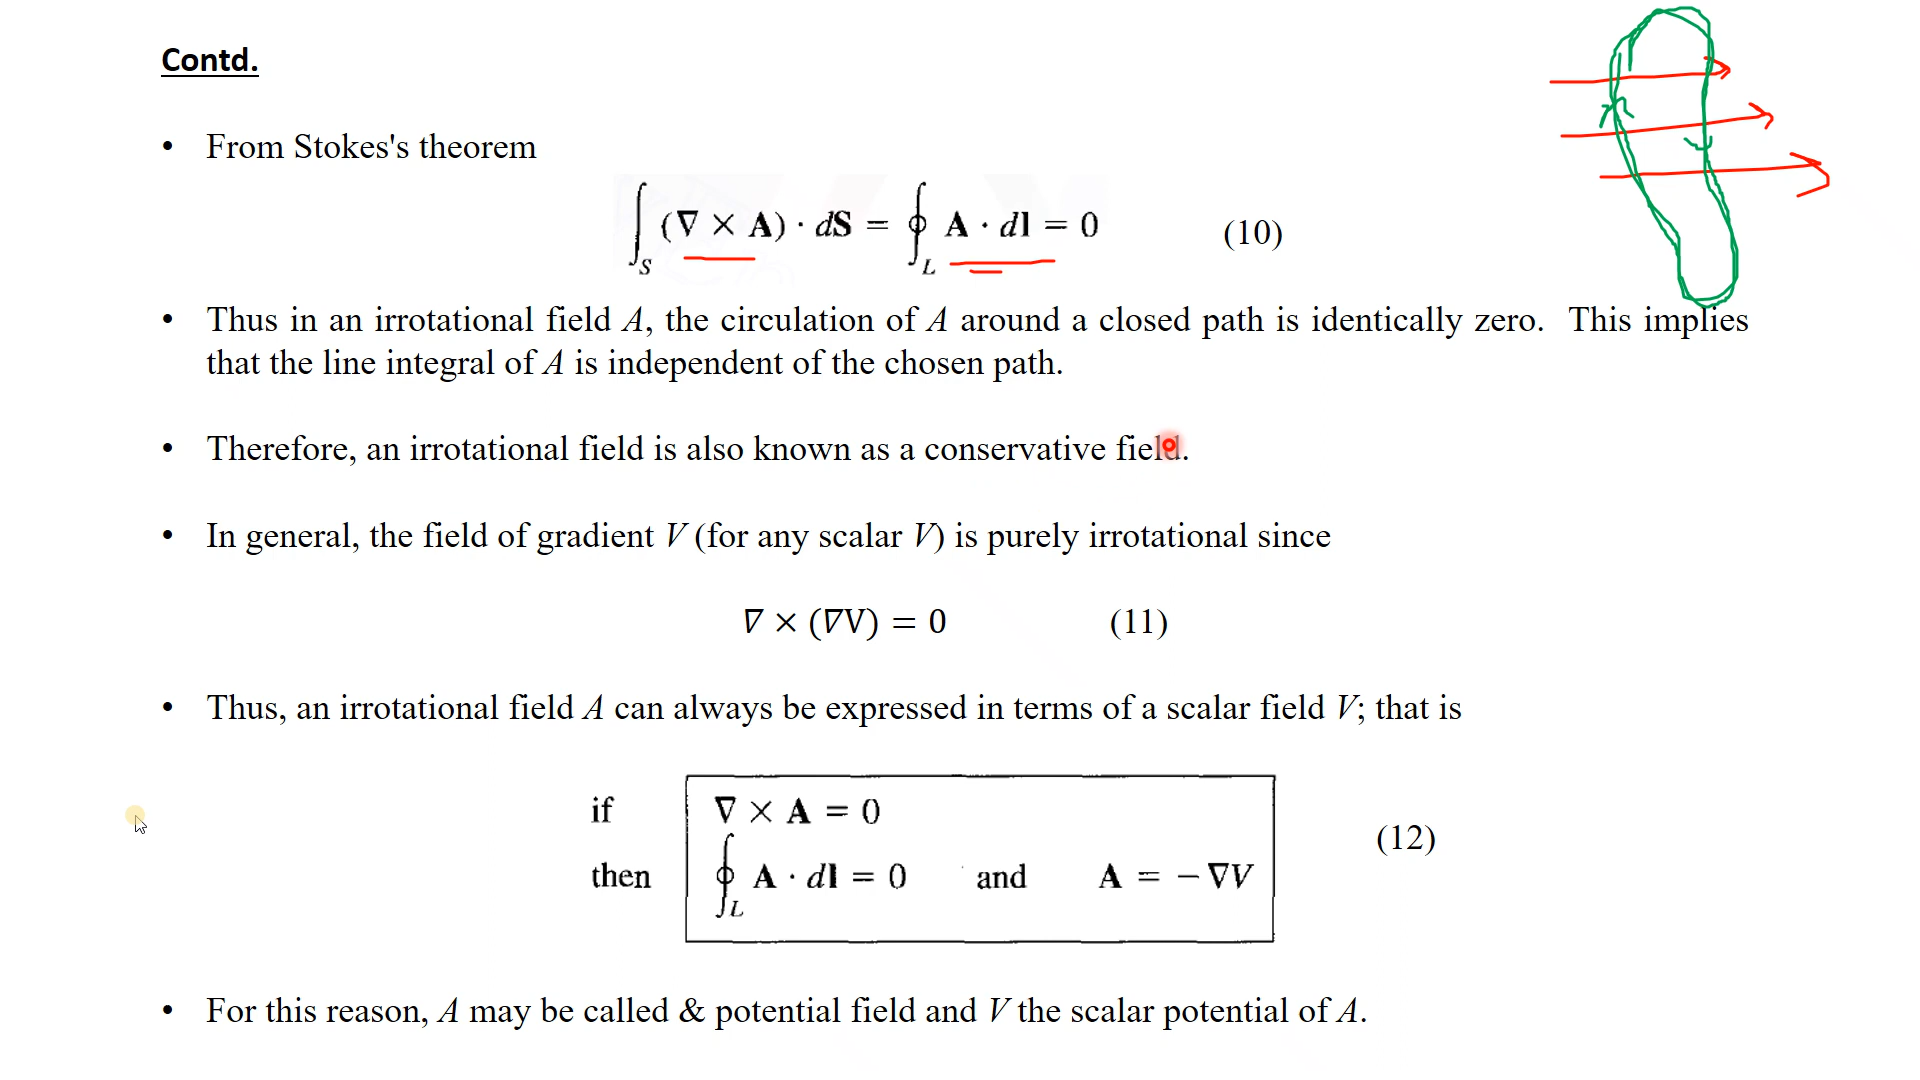 Contd.
• From Stokes's theorem
∫_S (∇ × A) · dS = ∮_L A · dl = 0 (10)
• Thus in an irrotational field A, the circulation of A around a closed path is identically zero. This implies
that the line integral of A is independent of the chosen path.
• Therefore, an irrotational field is also known as a conservative field.
• In general, the field of gradient V (for any scalar V) is purely irrotational since
∇ × (∇V) = 0 (11)
• Thus, an irrotational field A can always be expressed in terms of a scalar field V; that is
if ∇ × A = 0
(12)
then ∮_L A · dl = 0 and A = − ∇V
• For this reason, A may be called & potential field and V the scalar potential of A.